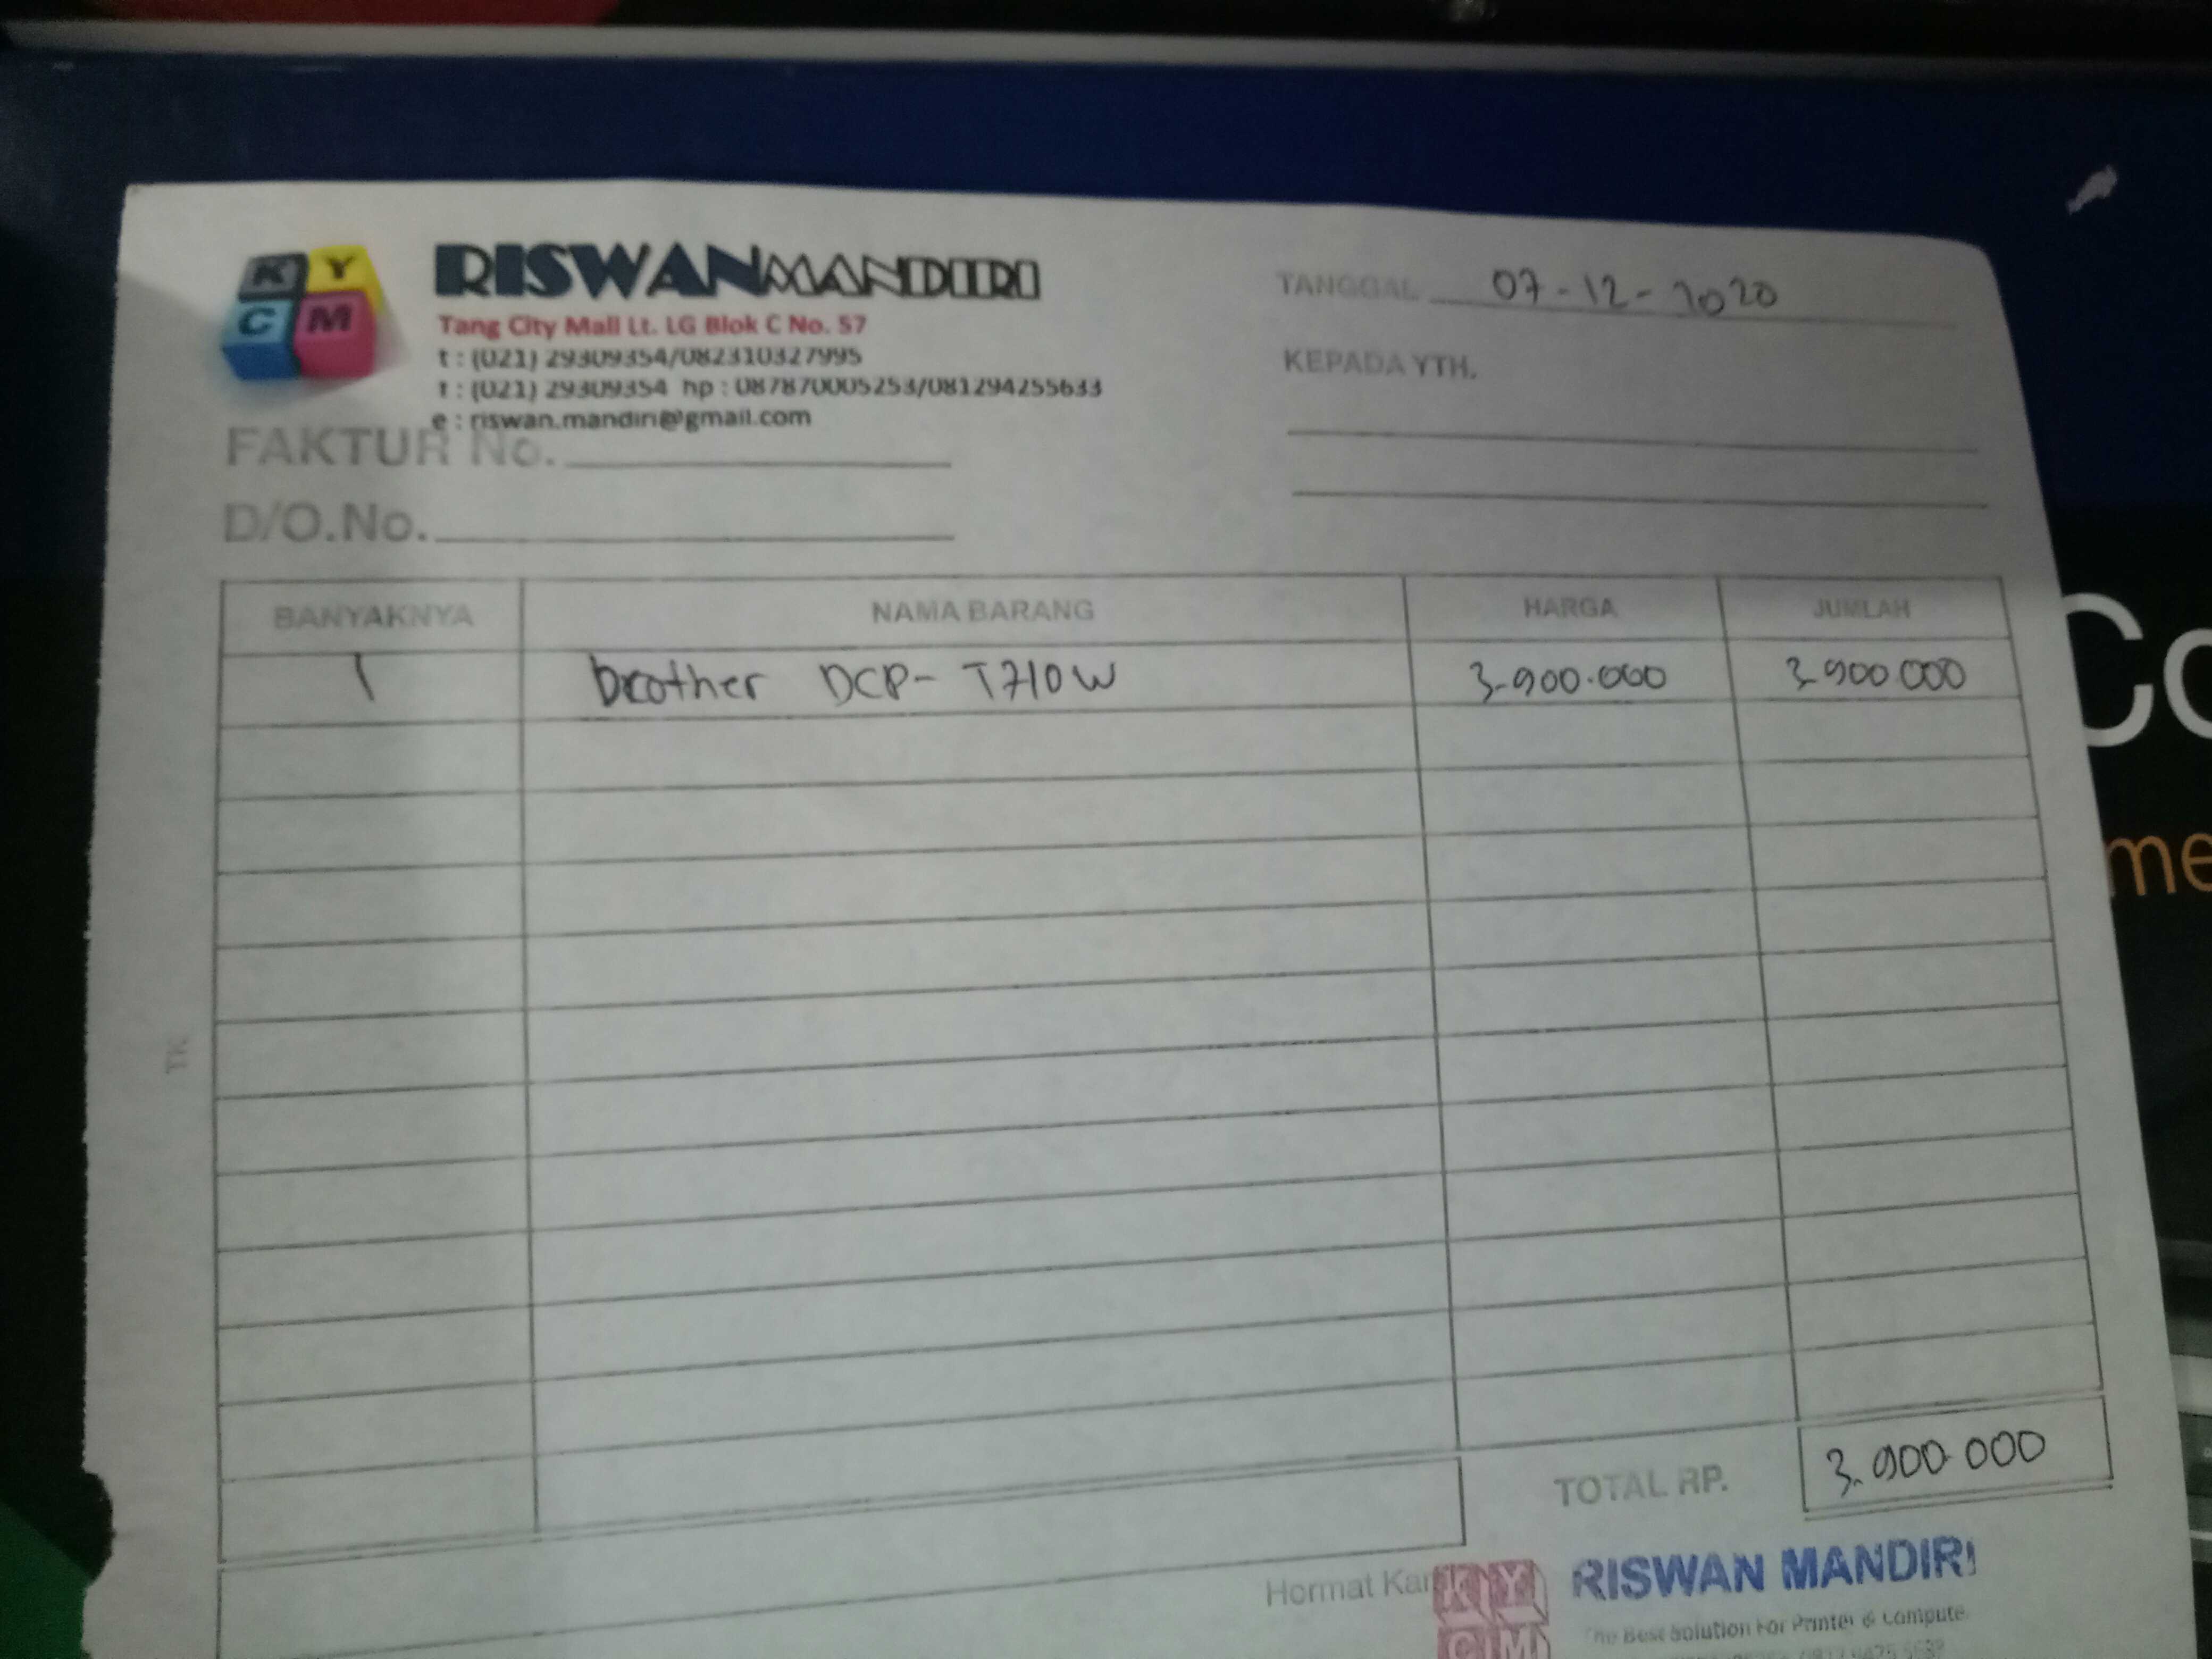 K Y
C M
RISWANMANDIRI
Tang City Mall Lt. LG Blok C No. 57
t : (021) 29309354/082310327995
f : (021) 29309354 hp : 087870005253/081294255633
e : riswan.mandiri@gmail.com
TANGGAL 07-12-2020
KEPADA YTH.
FAKTUR No.
D/O.No.
BANYAKNYA NAMA BARANG HARGA JUMLAH
1 brother DCP-T710W 3.900.000 3.900.000
TK
TOTAL RP. 3.900.000
Hormat
K Y
C M
RISWAN MANDIRI
The Best Solution For Printer &
Co
me